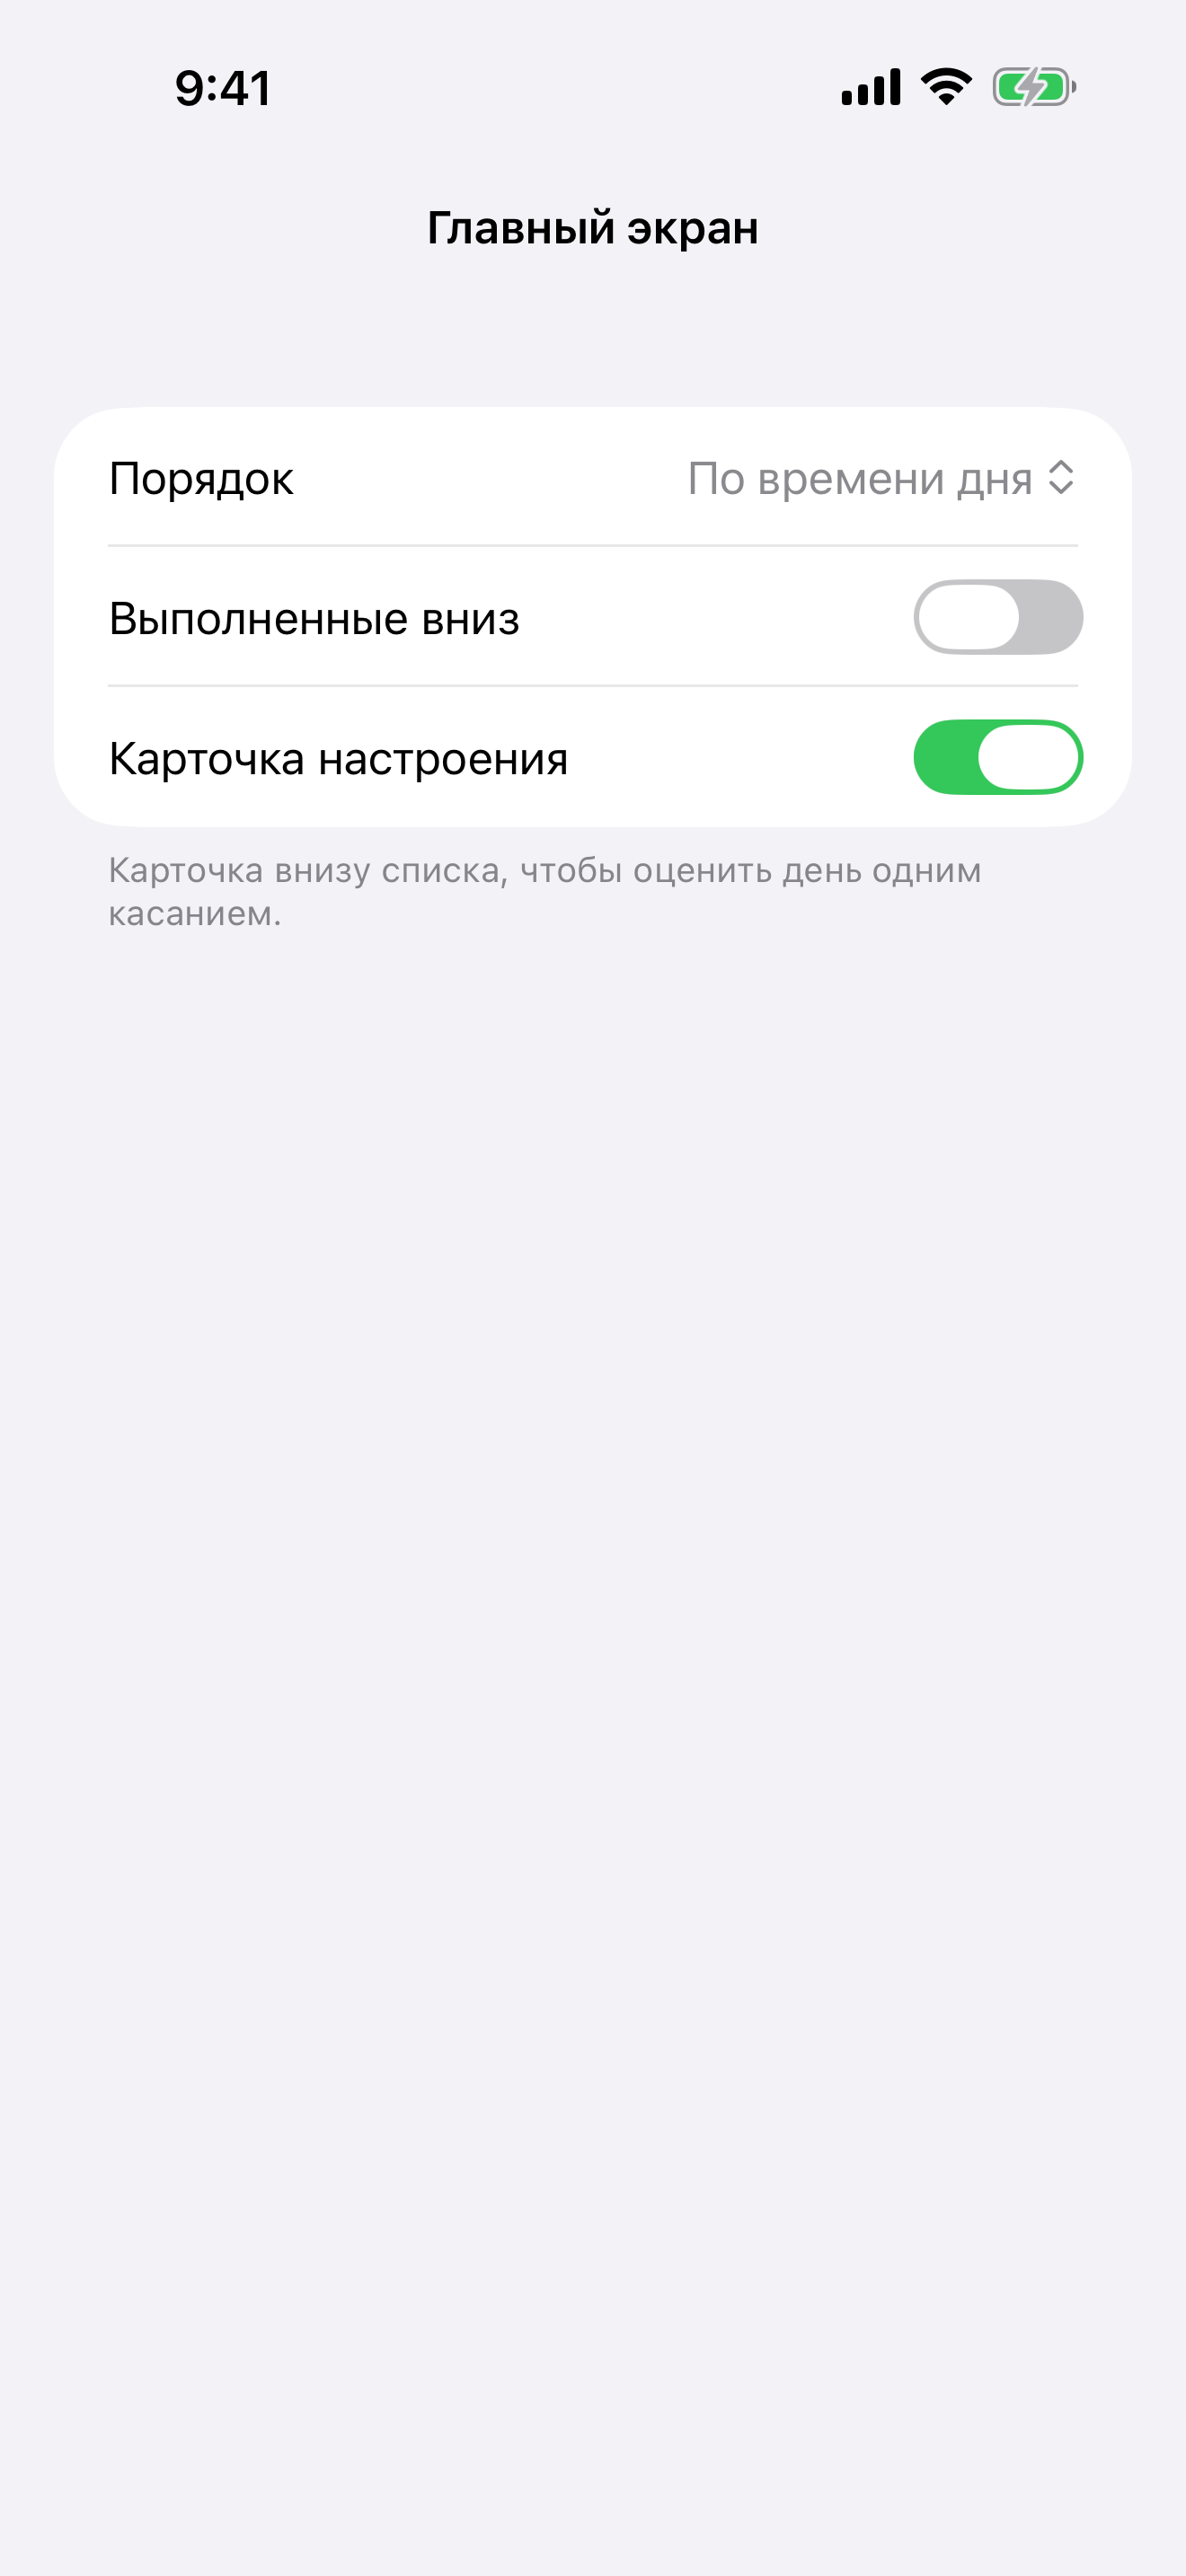 9:41
Главный экран
Порядок По времени дня
Выполненные вниз
Карточка настроения
Карточка внизу списка, чтобы оценить день одним
касанием.